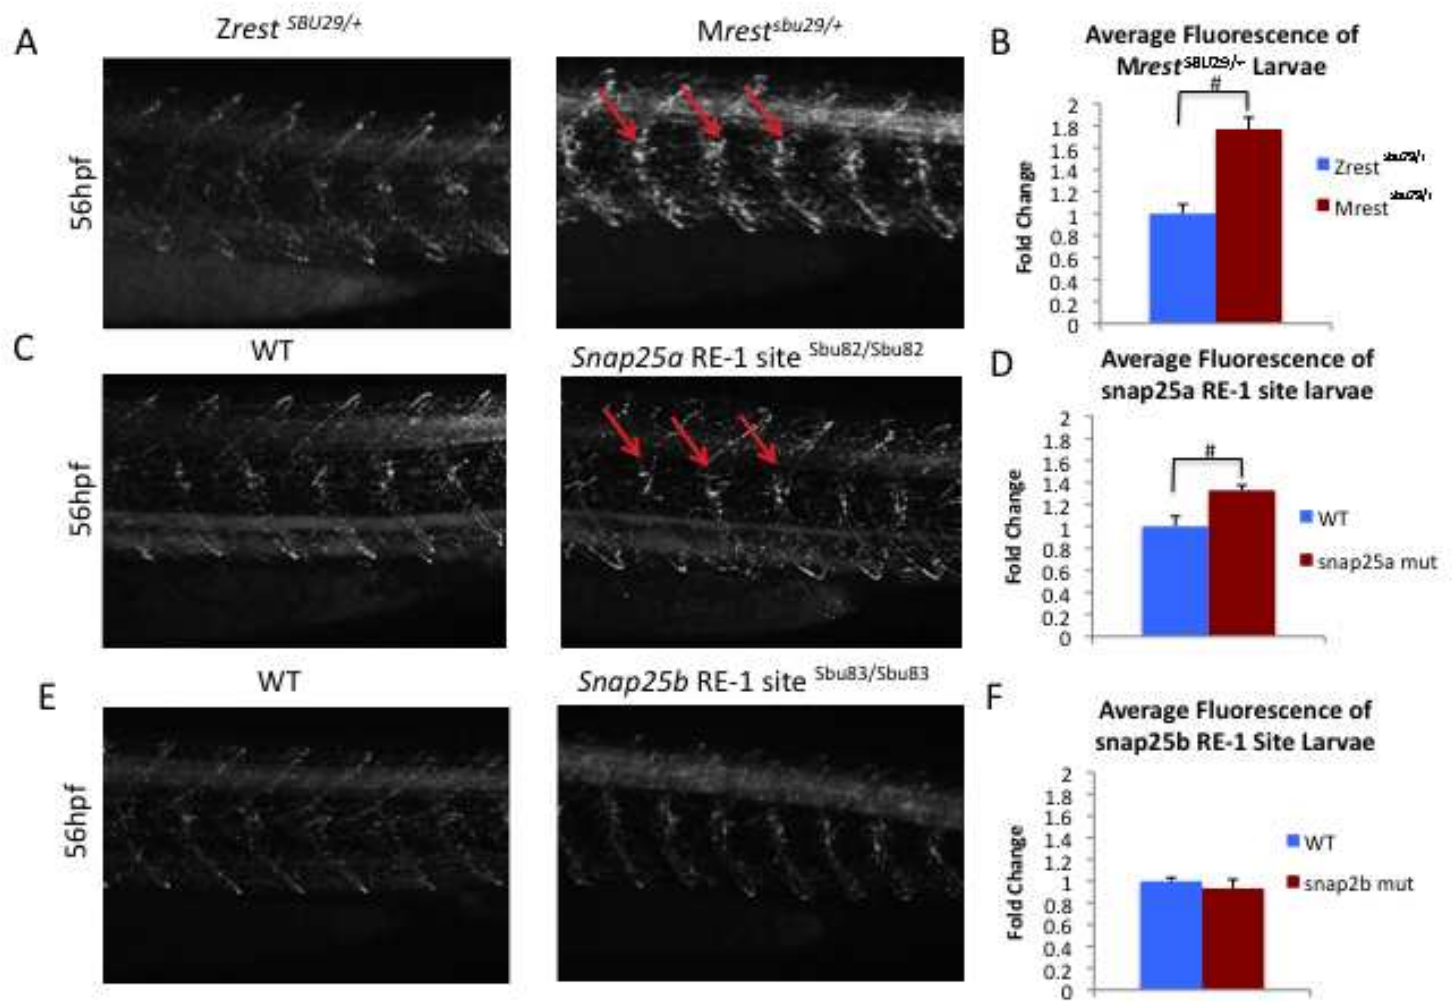 A
Zrest SBU29/+
Mrest sbu29/+
56hpf
B
Average Fluorescence of
Mrest SBU29/+ Larvae
#
2
1.8
1.6
1.4
1.2
1
0.8
0.6
0.4
0.2
0
Fold Change
Zrest sbu29/+
Mrest sbu29/+
C
WT
Snap25a RE-1 site Sbu82/Sbu82
56hpf
D
Average Fluorescence of
snap25a RE-1 site larvae
#
2
1.8
1.6
1.4
1.2
1
0.8
0.6
0.4
0.2
0
Fold Change
WT
snap25a mut
E
WT
Snap25b RE-1 site Sbu83/Sbu83
56hpf
F
Average Fluorescence of
snap25b RE-1 Site Larvae
2
1.8
1.6
1.4
1.2
1
0.8
0.6
0.4
0.2
0
Fold Change
WT
snap2b mut